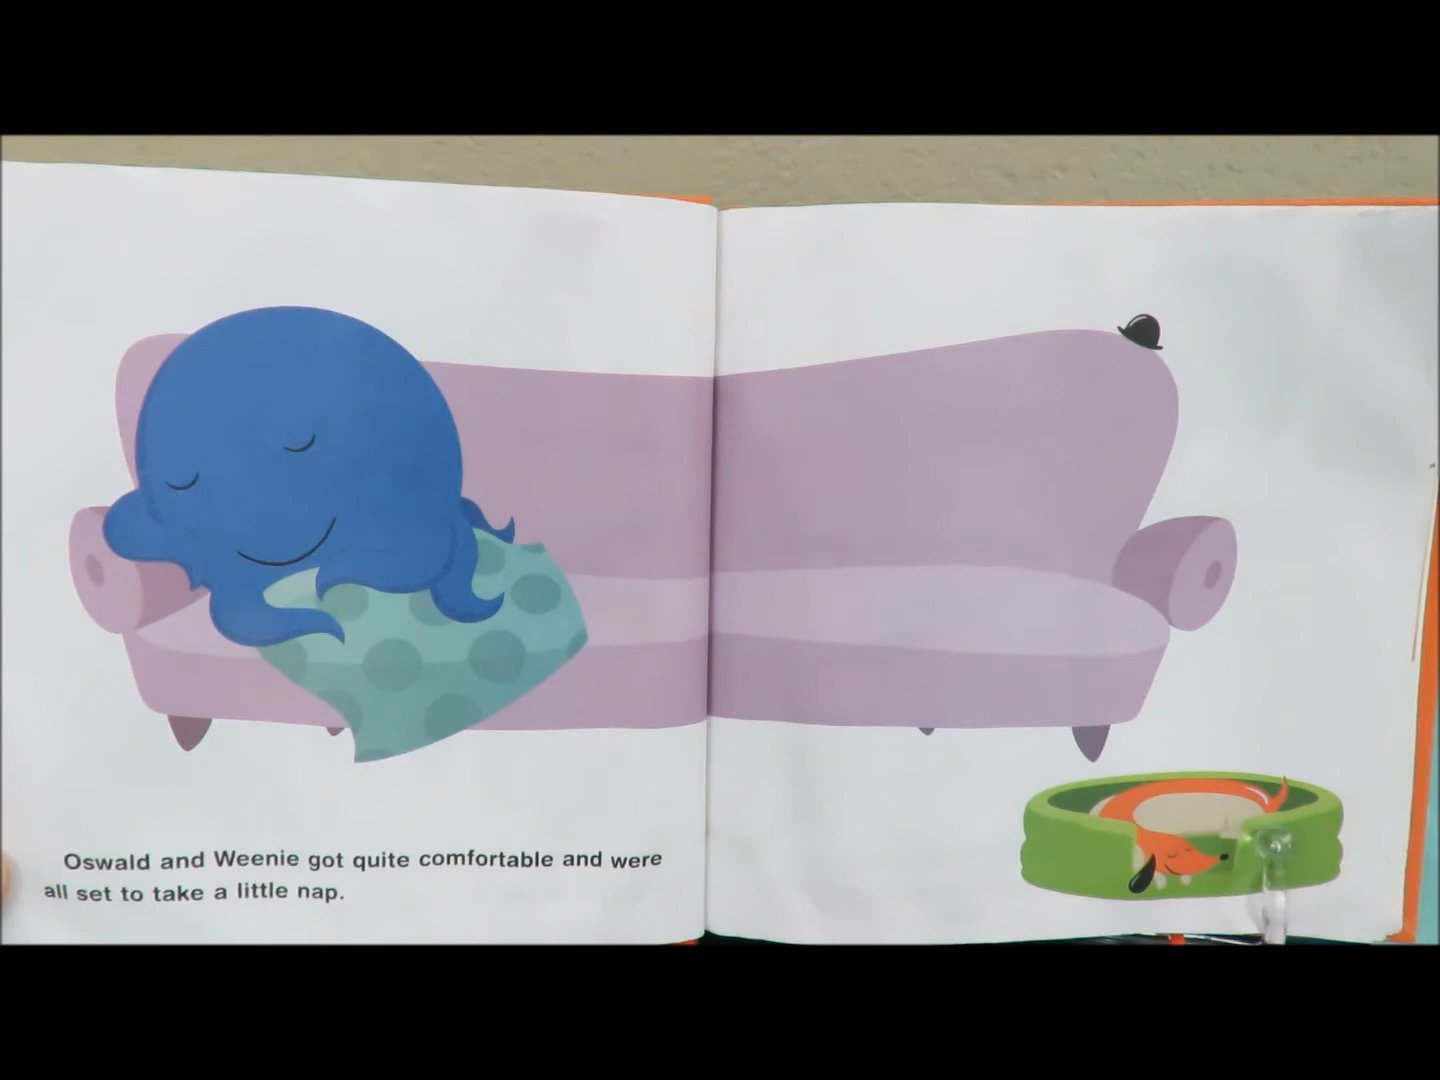 Oswald and Weenie got quite comfortable and were
all set to take a little nap.